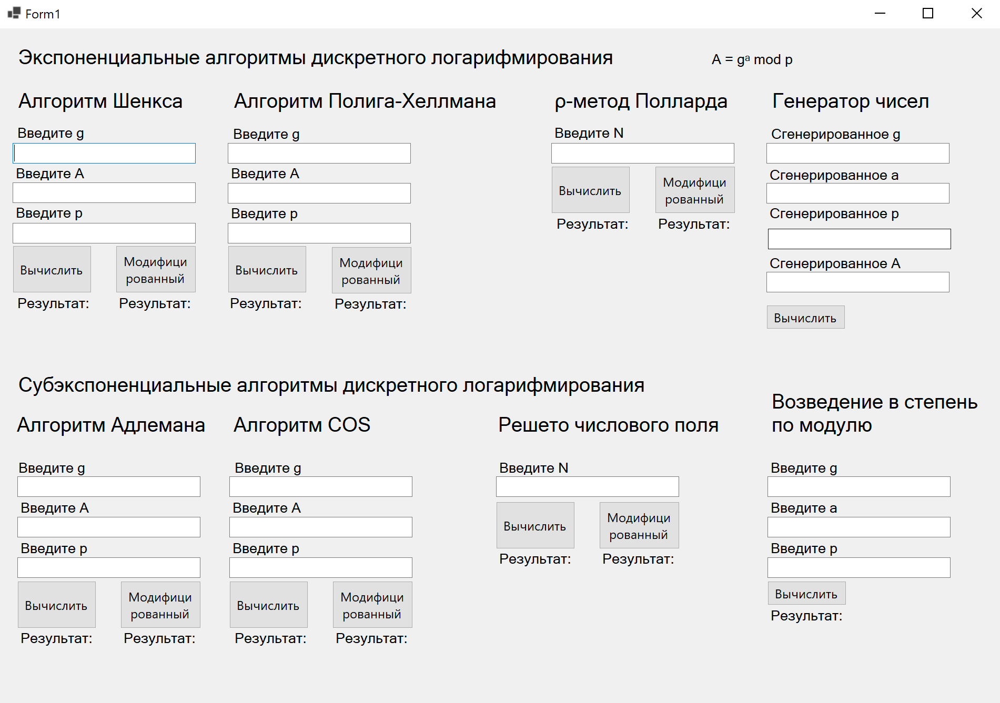 Form1
Экспоненциальные алгоритмы дискретного логарифмирования
A = gᵃ mod p
Алгоритм Шенкса
Введите g
Введите A
Введите p
Вычислить
Модифици
рованный
Результат:
Результат:
Алгоритм Полига-Хеллмана
Введите g
Введите A
Введите p
Вычислить
Модифици
рованный
Результат:
Результат:
ρ-метод Полларда
Введите N
Вычислить
Модифици
рованный
Результат:
Результат:
Генератор чисел
Сгенерированное g
Сгенерированное a
Сгенерированное p
Сгенерированное A
Вычислить
Субэкспоненциальные алгоритмы дискретного логарифмирования
Алгоритм Адлемана
Введите g
Введите A
Введите p
Вычислить
Модифици
рованный
Результат:
Результат:
Алгоритм COS
Введите g
Введите A
Введите p
Вычислить
Модифици
рованный
Результат:
Результат:
Решето числового поля
Введите N
Вычислить
Модифици
рованный
Результат:
Результат:
Возведение в степень
по модулю
Введите g
Введите a
Введите p
Вычислить
Результат: